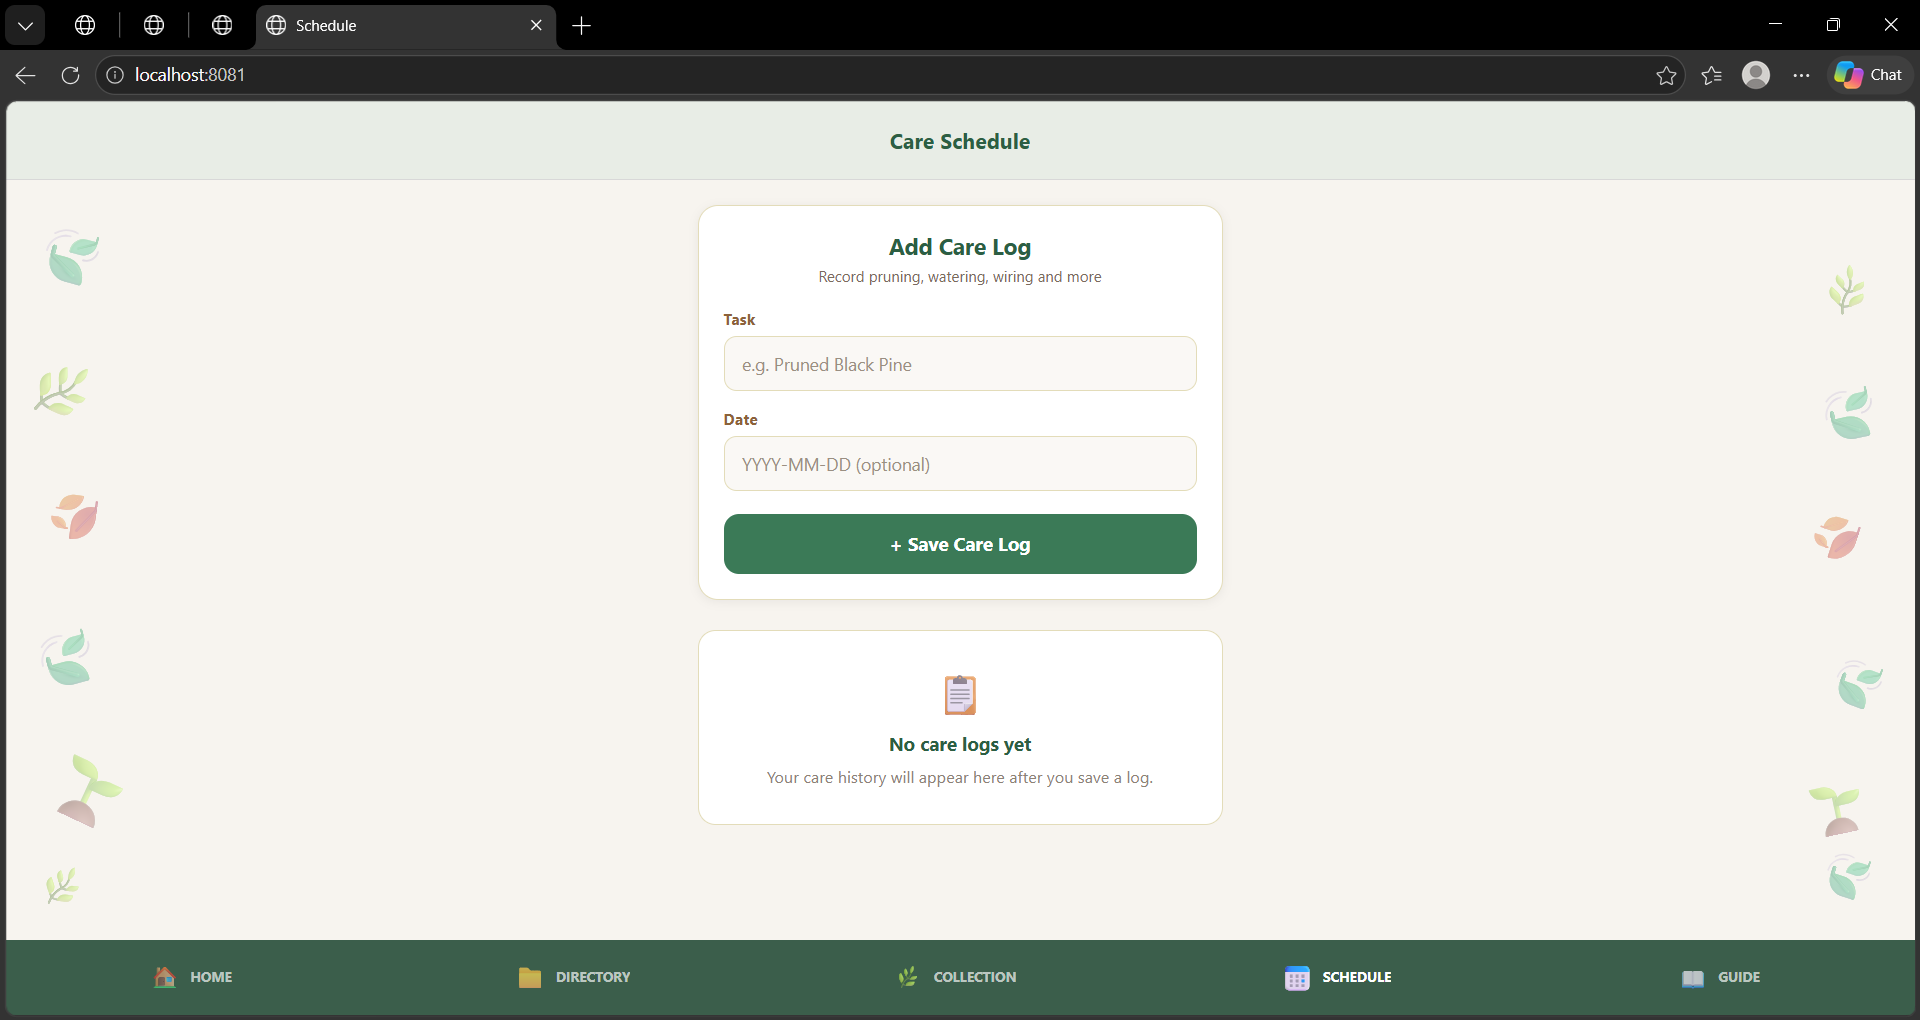 Schedule
localhost:8081
Chat
Care Schedule
Add Care Log
Record pruning, watering, wiring and more
Task
e.g. Pruned Black Pine
Date
YYYY-MM-DD (optional)
+ Save Care Log
No care logs yet
Your care history will appear here after you save a log.
HOME
DIRECTORY
COLLECTION
SCHEDULE
GUIDE